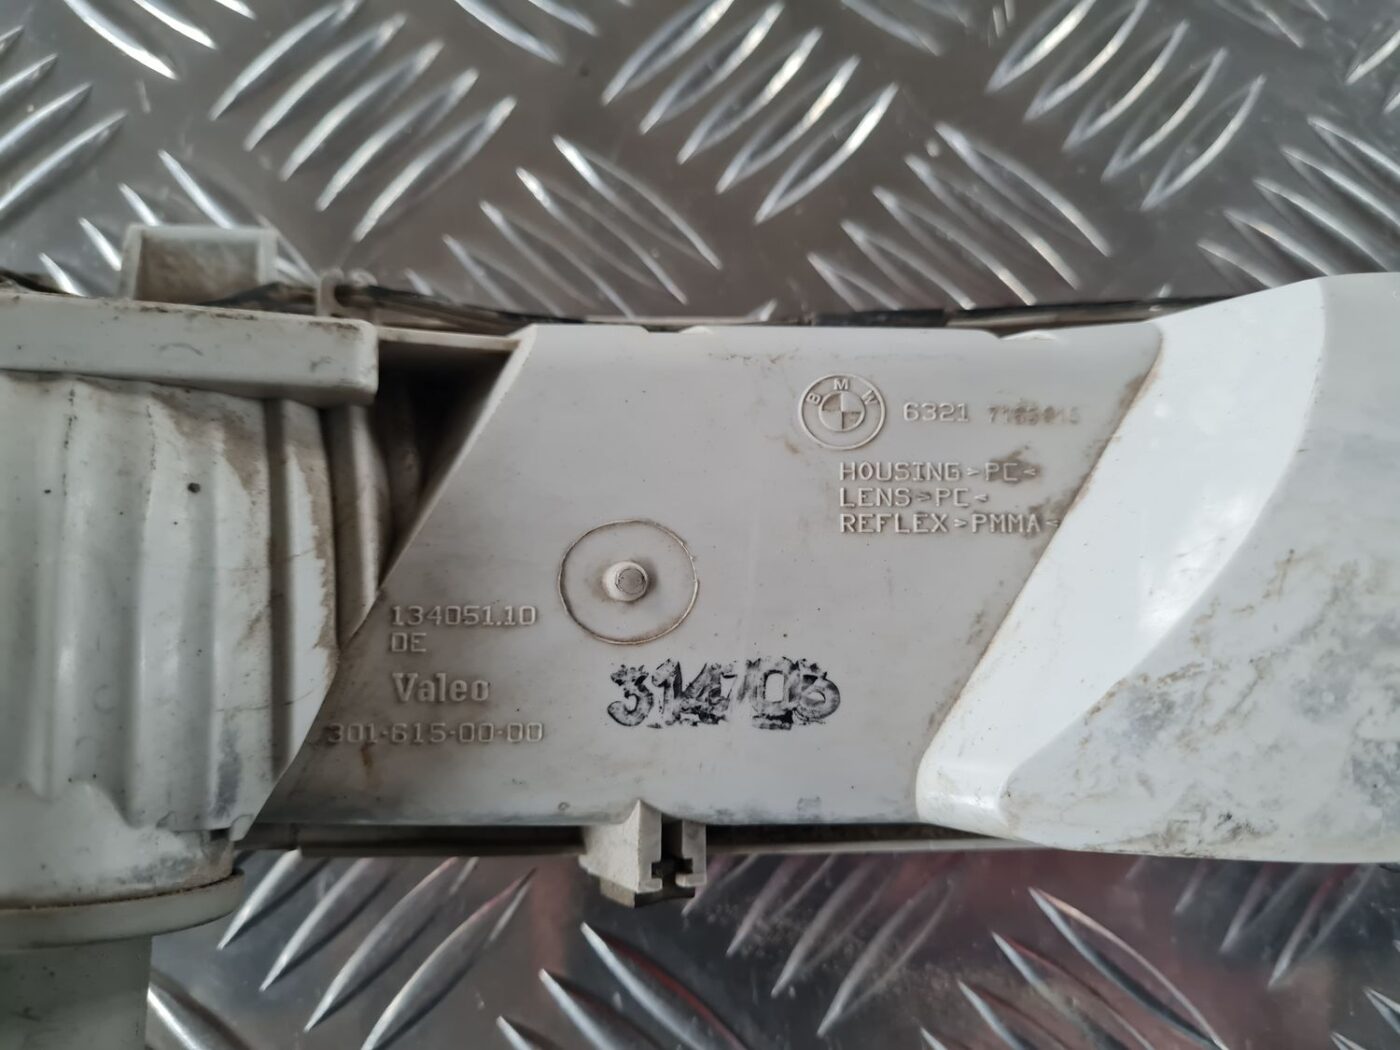 BMW 6321
HOUSING>PC<
LENS>PC<
REFLEX>PMMA<
134051.10
DE
Valeo
301-615-00-00